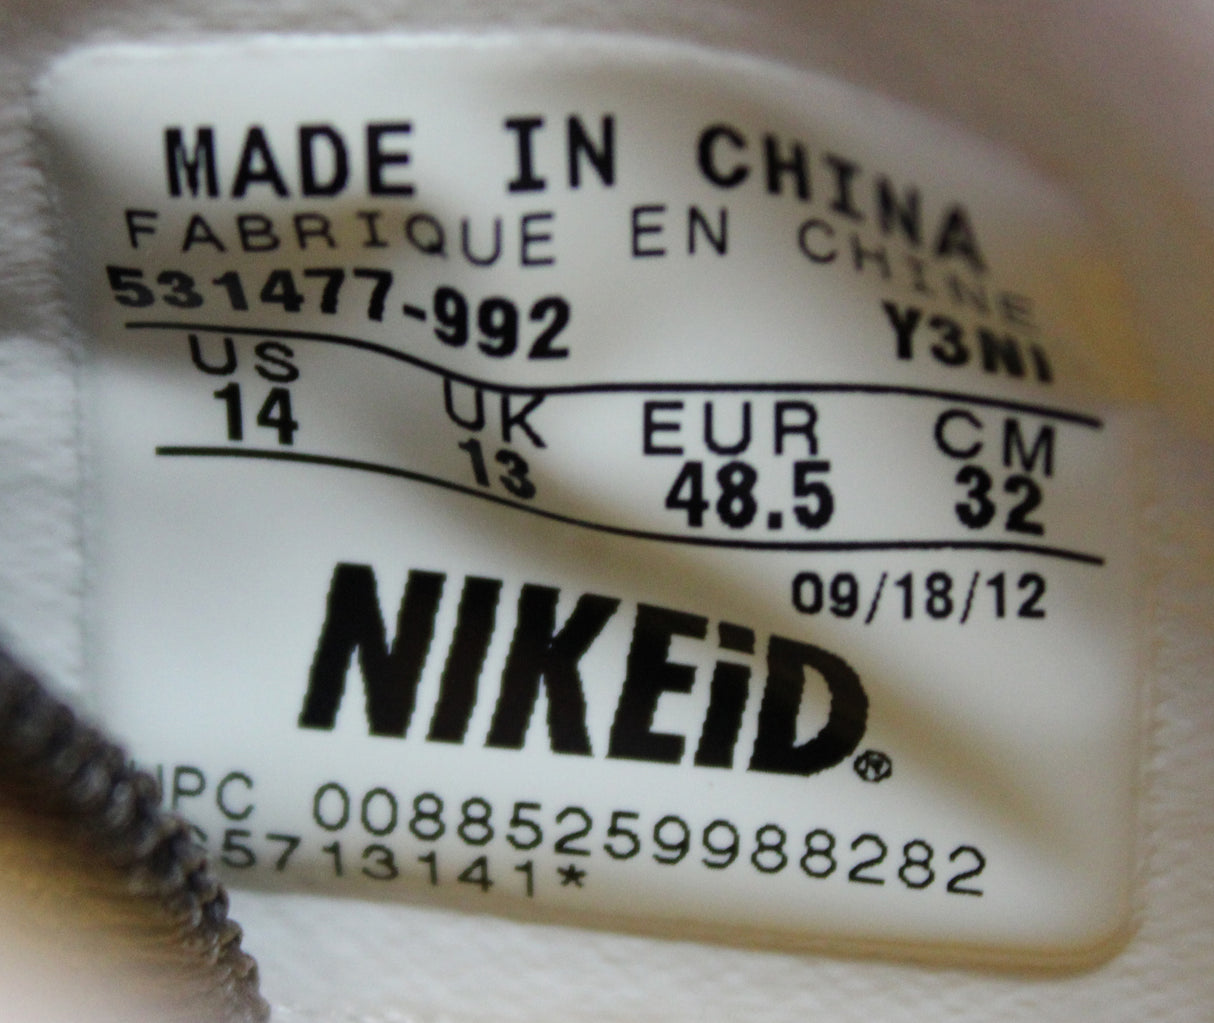 MADE IN CHINA
FABRIQUE EN CHINE
531477-992 Y3NI
US UK EUR CM
14 13 48.5 32
09/18/12
NIKEiD®
UPC 00885259988282